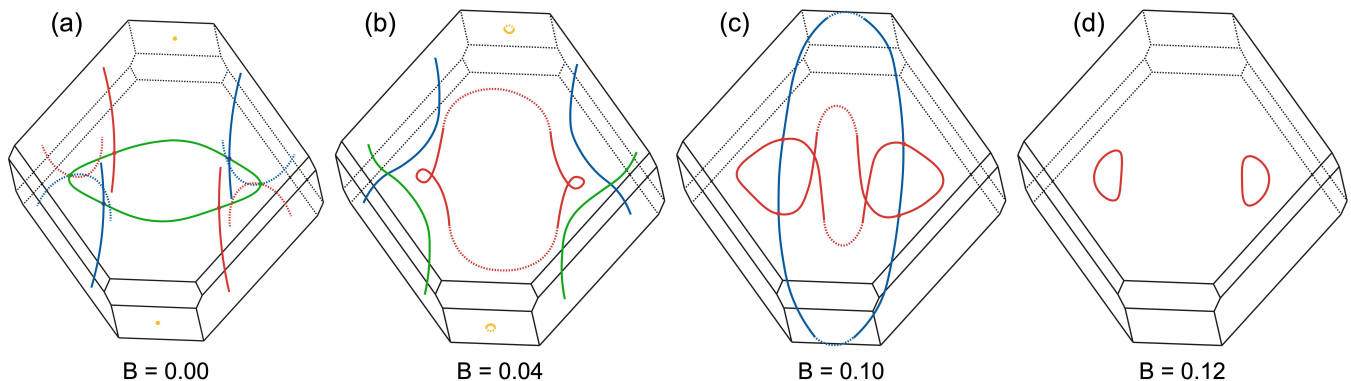 (a) (b) (c) (d)
B = 0.00 B = 0.04 B = 0.10 B = 0.12